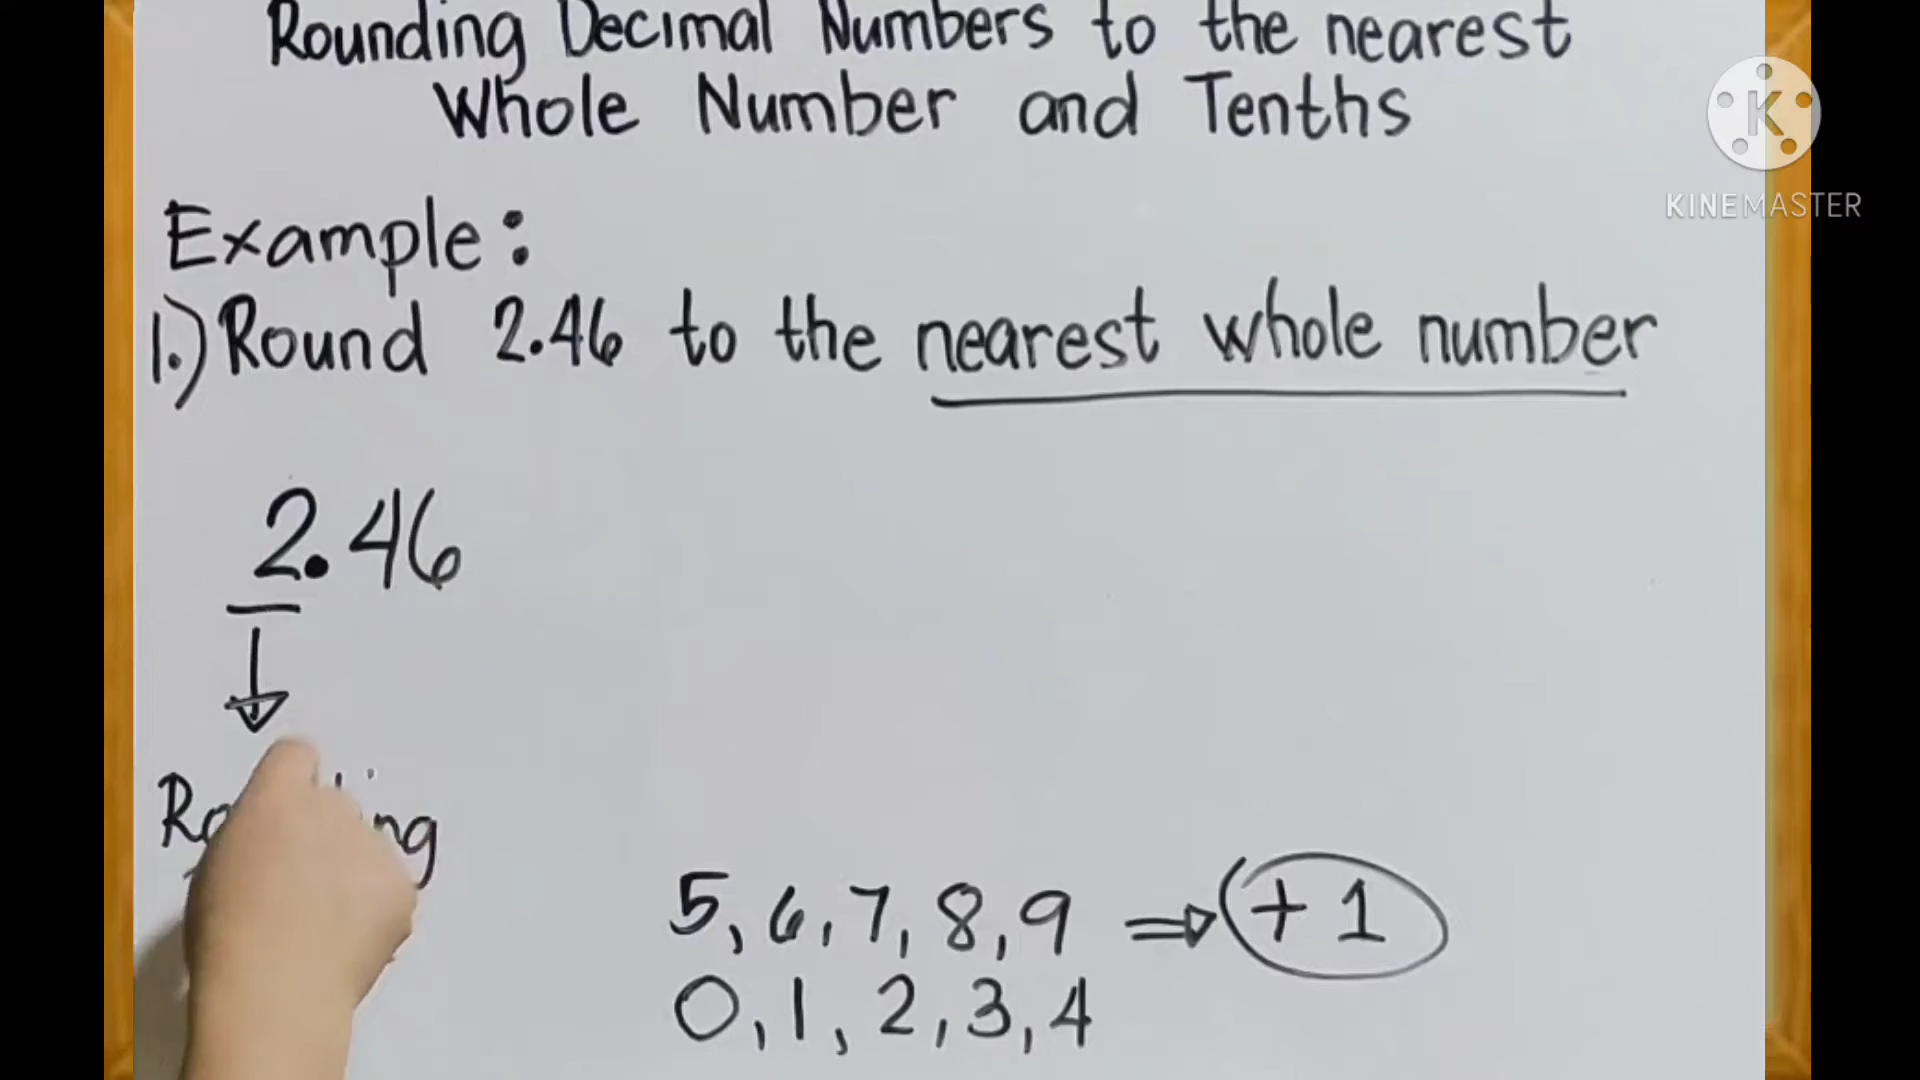 Rounding Decimal Numbers to the nearest
Whole Number and Tenths
K
KINEMASTER
Example:
1.) Round 2.46 to the nearest whole number
2.46
5, 6, 7, 8, 9 ⇒ +1
0, 1, 2, 3, 4